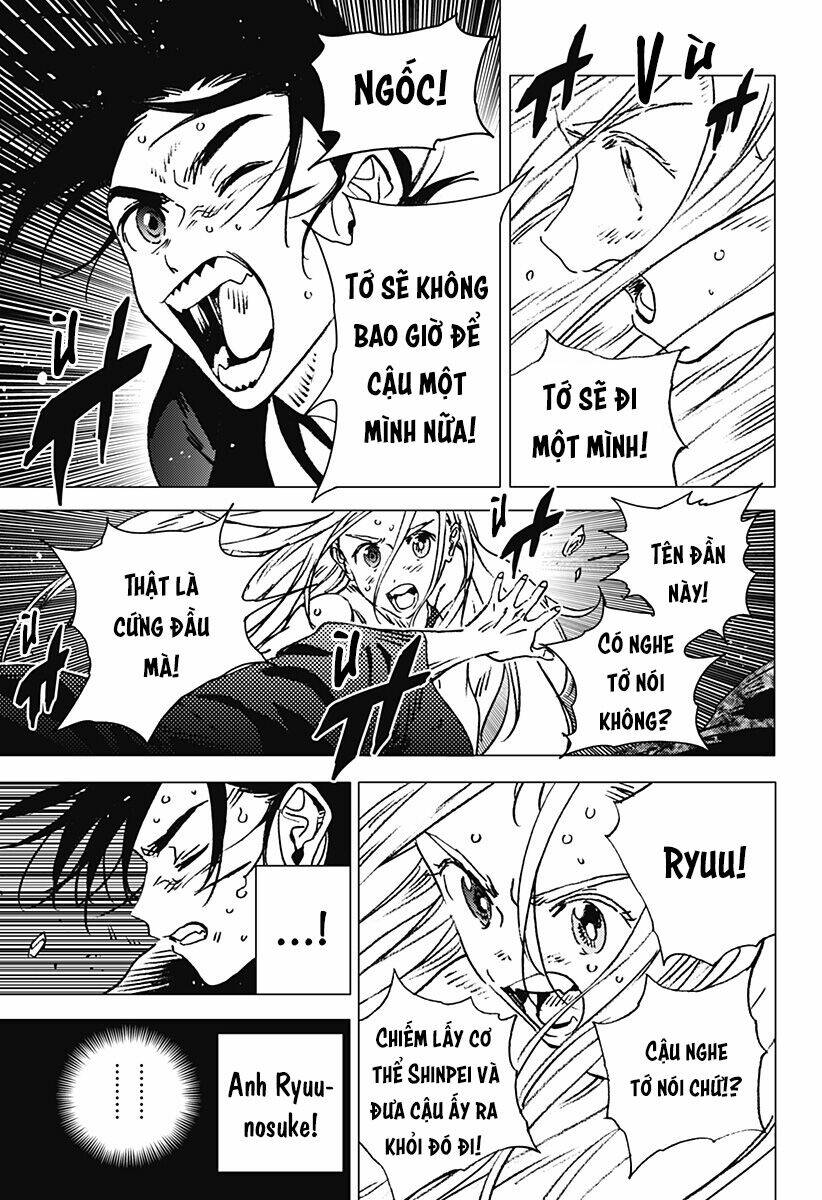 VÙ
TỚ SẼ ĐI
MỘT MÌNH!
NGỐC!
TỚ SẼ KHÔNG
BAO GIỜ ĐỂ
CẬU MỘT
MÌNH NỮA!
Ù
TÊN ĐẦN
NÀY!
CÓ NGHE
TỚ NÓI
KHÔNG?
Ù
THẬT LÀ
CỨNG ĐẦU
MÀ!
Ù
RYUU!
CẬU NGHE
TỚ NÓI CHỨ!?
CHIẾM LẤY CƠ
THỂ SHINPEI VÀ
ĐƯA CẬU ẤY RA
KHỎI ĐÓ ĐI!
...!
Anh Ryuu-
nosuke!
......